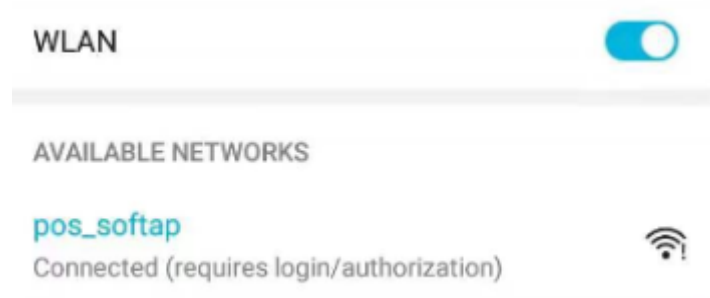 WLAN
AVAILABLE NETWORKS
pos_softap
Connected (requires login/authorization)